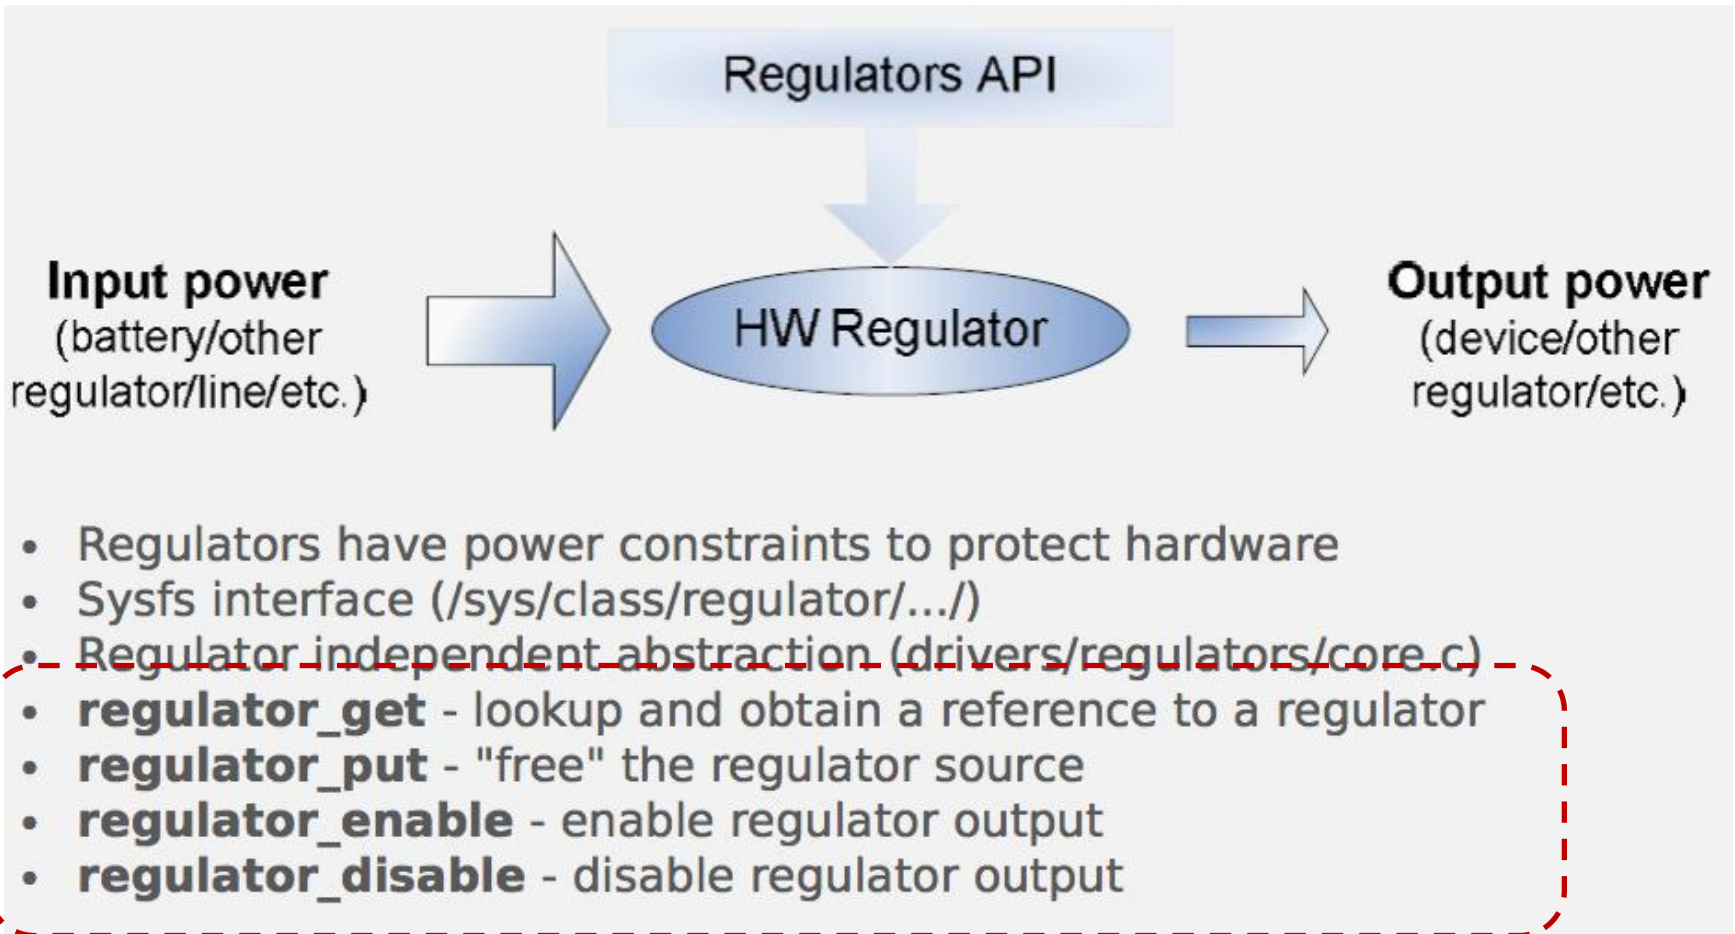 Regulators API
Input power
(battery/other
regulator/line/etc.)
HW Regulator
Output power
(device/other
regulator/etc.)
• Regulators have power constraints to protect hardware
• Sysfs interface (/sys/class/regulator/.../)
• Regulator independent abstraction (drivers/regulators/core.c)
• regulator_get - lookup and obtain a reference to a regulator
• regulator_put - "free" the regulator source
• regulator_enable - enable regulator output
• regulator_disable - disable regulator output